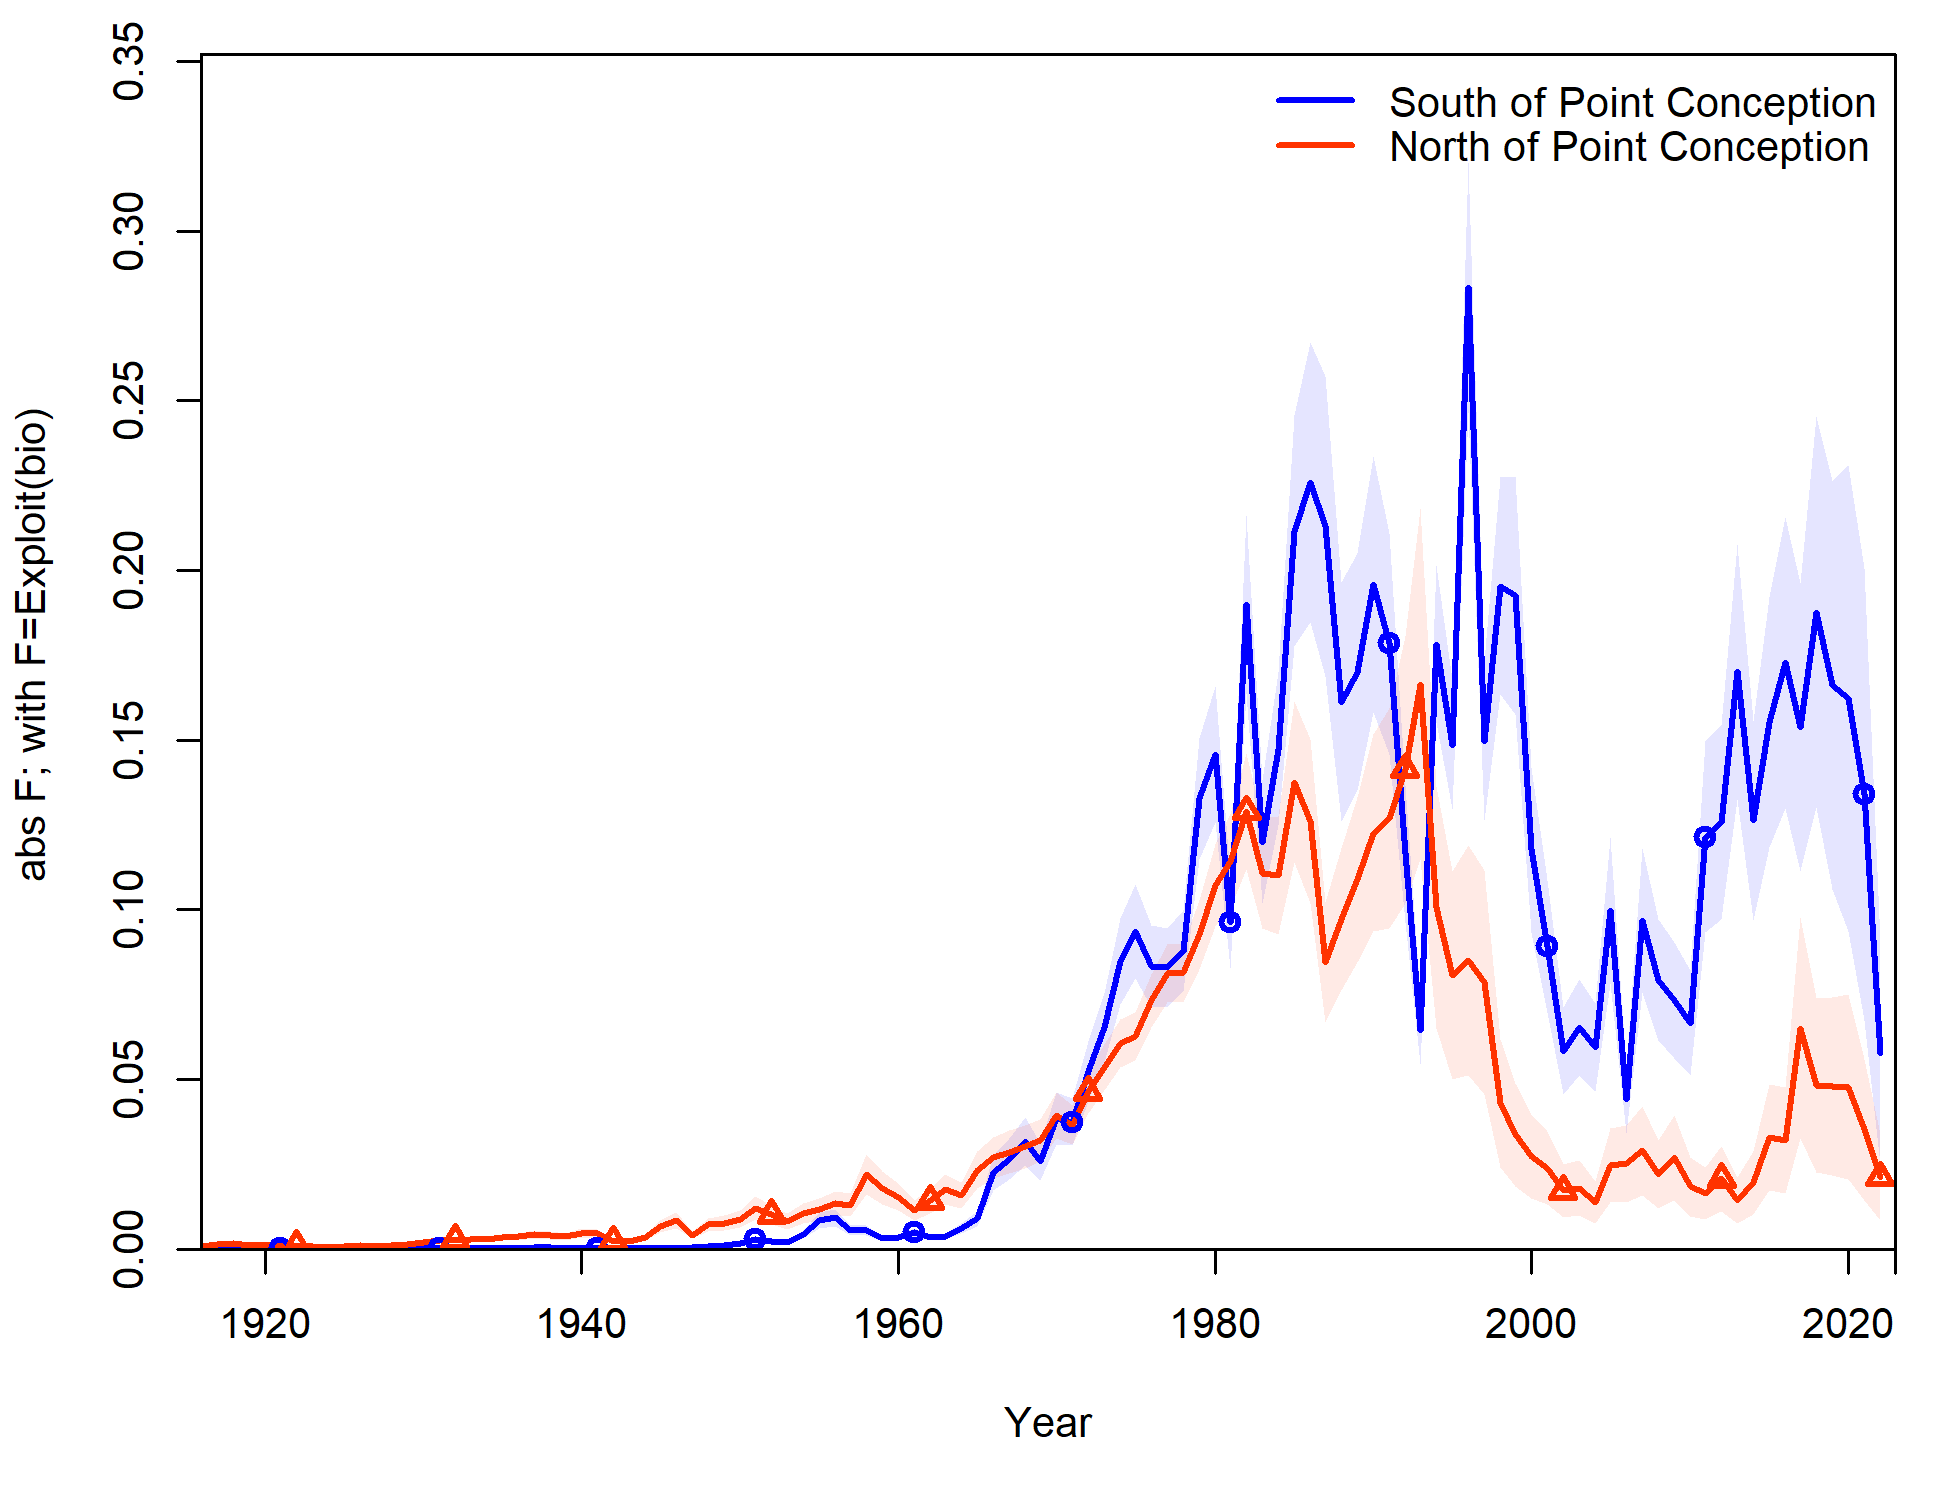 South of Point Conception
North of Point Conception
abs F; with F=Exploit(bio)
0.35
0.30
0.25
0.20
0.15
0.10
0.05
0.00
1920 1940 1960 1980 2000 2020
Year